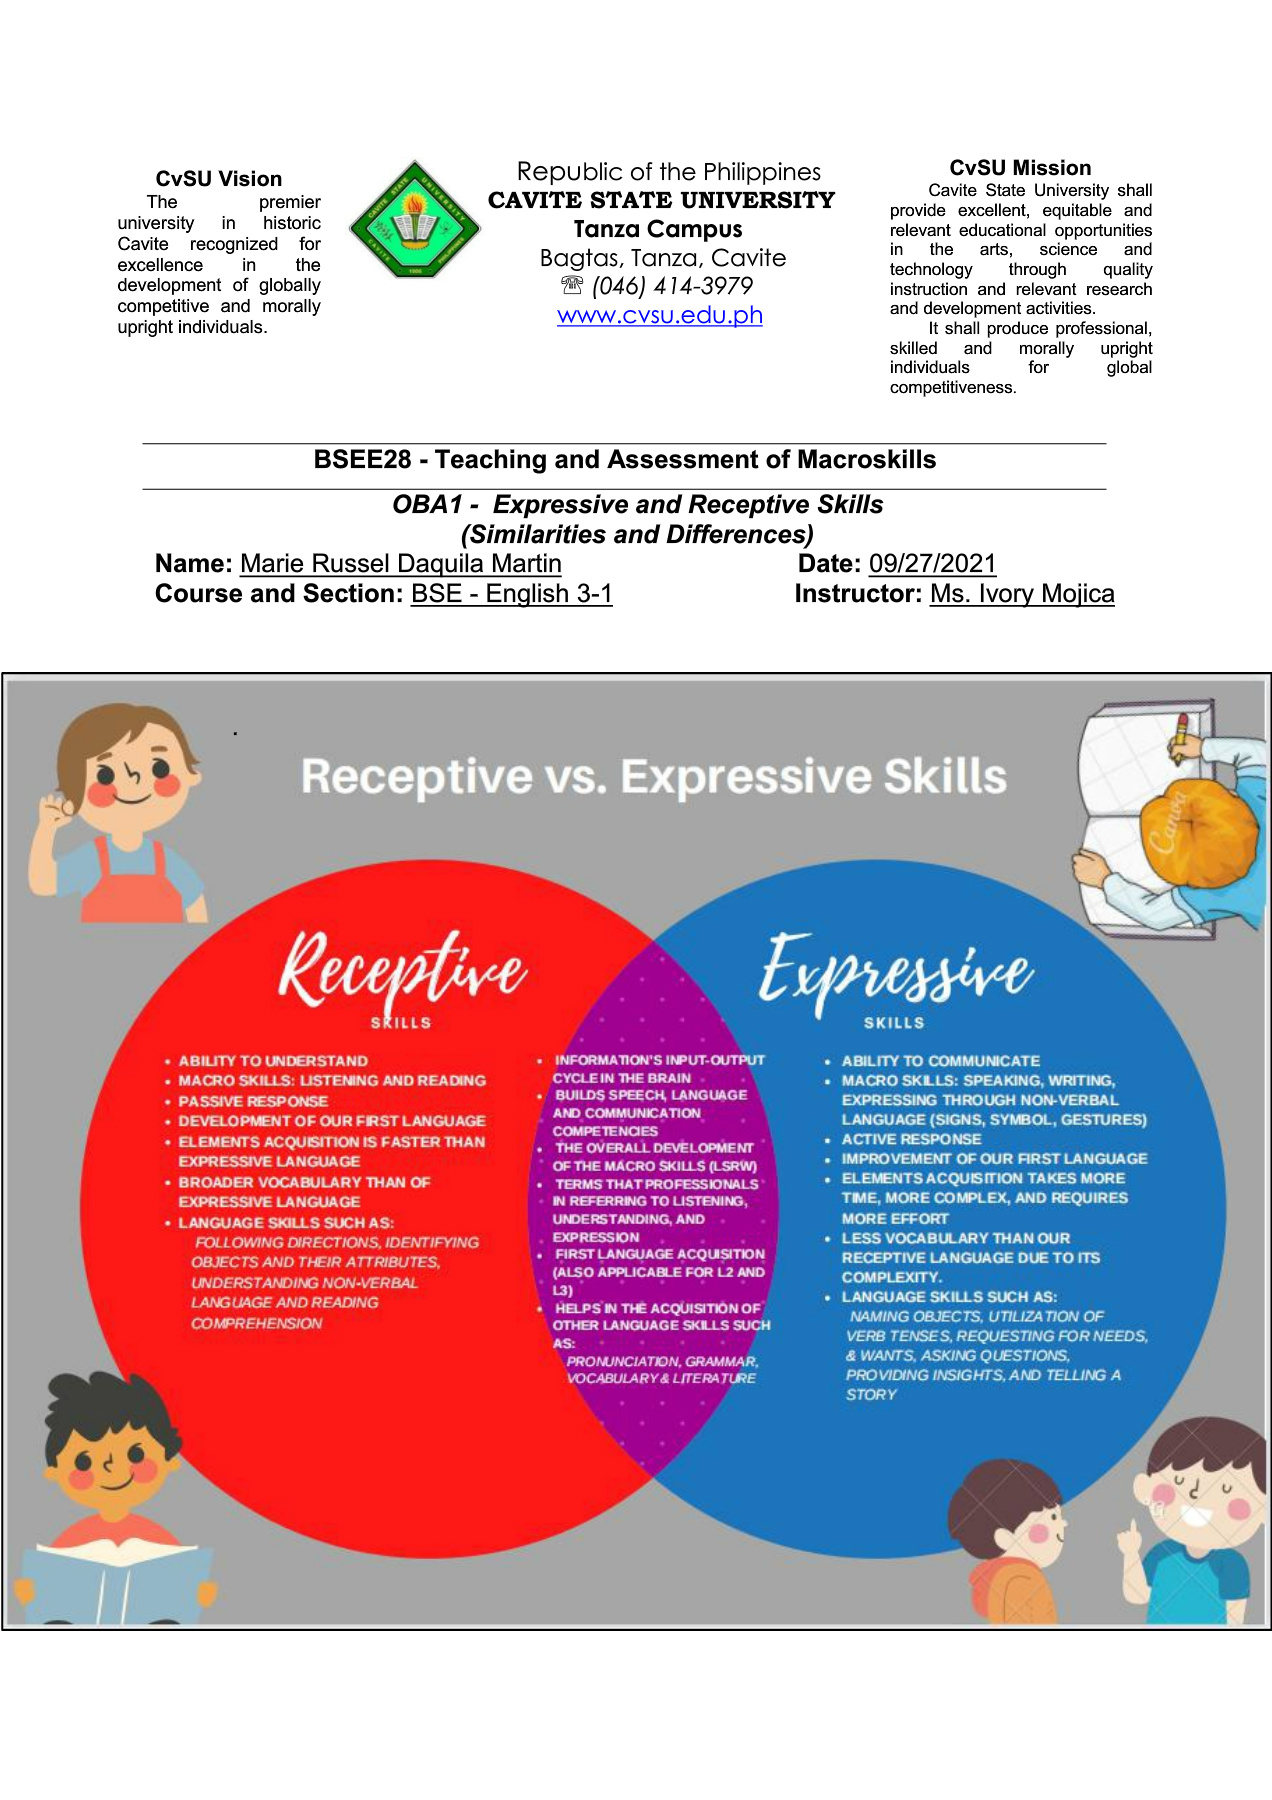 CvSU Vision
The premier
university in historic
Cavite recognized for
excellence in the
development of globally
competitive and morally
upright individuals.
CAVITE STATE UNIVERSITY
CAVITE
PHILIPPINES
1906
Republic of the Philippines
CAVITE STATE UNIVERSITY
Tanza Campus
Bagtas, Tanza, Cavite
☎ (046) 414-3979
www.cvsu.edu.ph
CvSU Mission
Cavite State University shall
provide excellent, equitable and
relevant educational opportunities
in the arts, science and
technology through quality
instruction and relevant research
and development activities.
It shall produce professional,
skilled and morally upright
individuals for global
competitiveness.
BSEE28 - Teaching and Assessment of Macroskills
OBA1 - Expressive and Receptive Skills
(Similarities and Differences)
Name: Marie Russel Daquila Martin Date: 09/27/2021
Course and Section: BSE - English 3-1 Instructor: Ms. Ivory Mojica
.
Receptive vs. Expressive Skills
Canva
Receptive
SKILLS
• ABILITY TO UNDERSTAND
• MACRO SKILLS: LISTENING AND READING
• PASSIVE RESPONSE
• DEVELOPMENT OF OUR FIRST LANGUAGE
• ELEMENTS ACQUISITION IS FASTER THAN
EXPRESSIVE LANGUAGE
• BROADER VOCABULARY THAN OF
EXPRESSIVE LANGUAGE
• LANGUAGE SKILLS SUCH AS:
FOLLOWING DIRECTIONS, IDENTIFYING
OBJECTS AND THEIR ATTRIBUTES,
UNDERSTANDING NON-VERBAL
LANGUAGE AND READING
COMPREHENSION
• INFORMATION'S INPUT-OUTPUT
CYCLE IN THE BRAIN
• BUILDS SPEECH, LANGUAGE
AND COMMUNICATION
COMPETENCIES
• THE OVERALL DEVELOPMENT
OF THE MACRO SKILLS (LSRW)
• TERMS THAT PROFESSIONALS
IN REFERRING TO LISTENING,
UNDERSTANDING, AND
EXPRESSION
• FIRST LANGUAGE ACQUISITION
(ALSO APPLICABLE FOR L2 AND
L3)
• HELPS IN THE ACQUISITION OF
OTHER LANGUAGE SKILLS SUCH
AS:
PRONUNCIATION, GRAMMAR,
VOCABULARY & LITERATURE
Expressive
SKILLS
• ABILITY TO COMMUNICATE
• MACRO SKILLS: SPEAKING, WRITING,
EXPRESSING THROUGH NON-VERBAL
LANGUAGE (SIGNS, SYMBOL, GESTURES)
• ACTIVE RESPONSE
• IMPROVEMENT OF OUR FIRST LANGUAGE
• ELEMENTS ACQUISITION TAKES MORE
TIME, MORE COMPLEX, AND REQUIRES
MORE EFFORT
• LESS VOCABULARY THAN OUR
RECEPTIVE LANGUAGE DUE TO ITS
COMPLEXITY.
• LANGUAGE SKILLS SUCH AS:
NAMING OBJECTS, UTILIZATION OF
VERB TENSES, REQUESTING FOR NEEDS,
& WANTS, ASKING QUESTIONS,
PROVIDING INSIGHTS, AND TELLING A
STORY